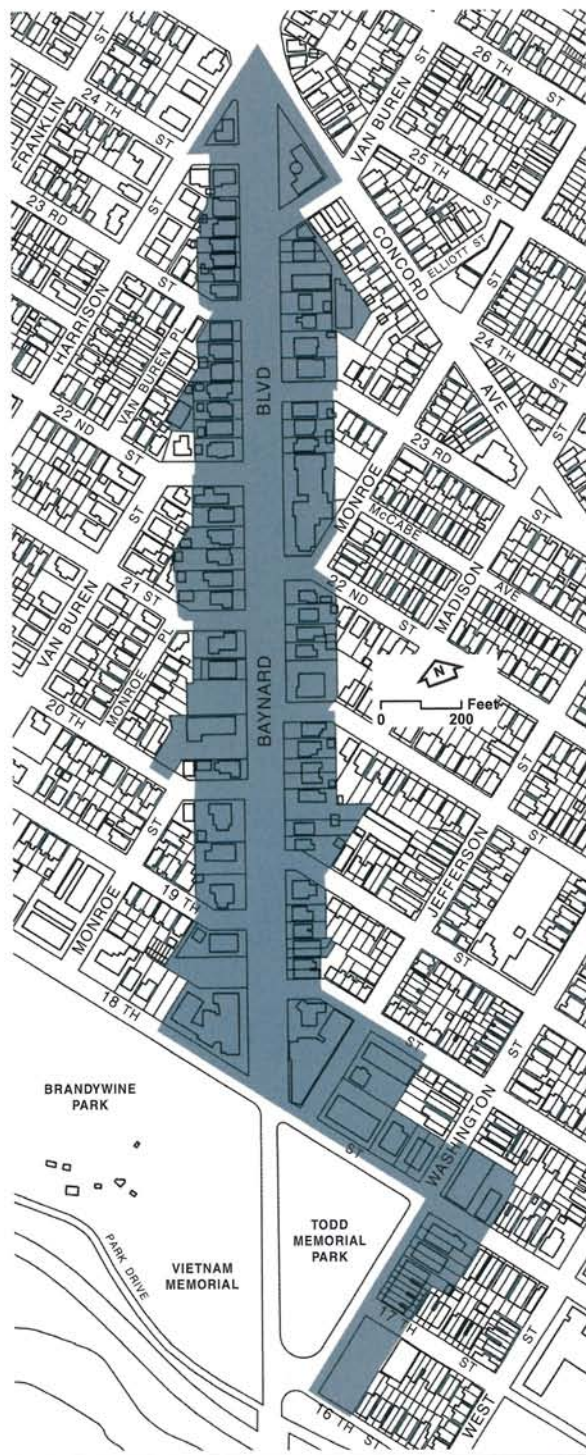 26 TH
ST
VAN BUREN
ST
24 TH
ST
FRANKLIN
25 TH
ST
23 RD
ST
CONCORD
AVE
ELLIOTT ST
ST
24 TH
ST
HARRISON
VAN BUREN PL
BLVD
22 ND
ST
ST
23 RD
ST
MONROE
McCABE
AVE
ST
21 ST
VAN BUREN
MONROE
PL
22 ND
ST
MADISON
N
0 200 Feet
BAYNARD
20 TH
ST
ST
JEFFERSON
19 TH
MONROE
18 TH
ST
ST
BRANDYWINE
PARK
ST
WASHINGTON
TODD
MEMORIAL
PARK
PARK DRIVE
VIETNAM
MEMORIAL
17 TH
ST
ST
16 TH ST
WEST